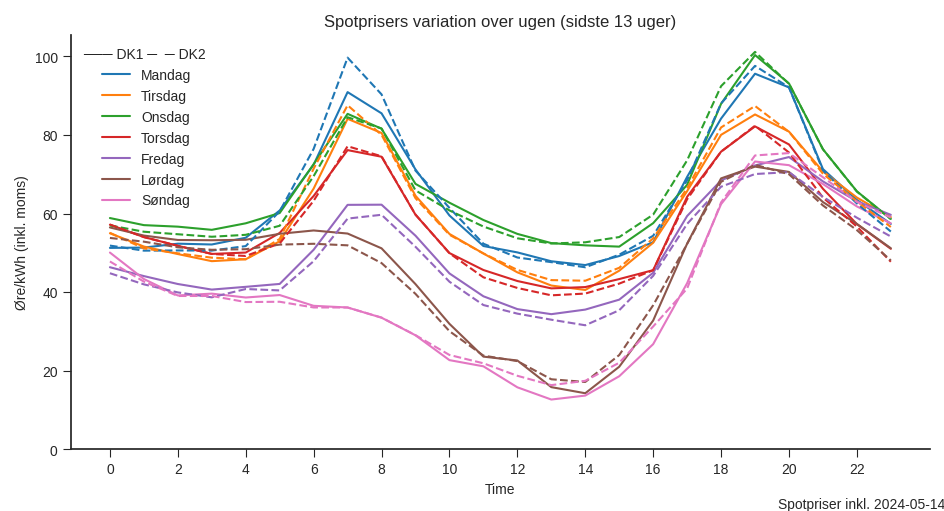 Spotprisers variation over ugen (sidste 13 uger)
Øre/kWh (inkl. moms)
DK1 DK2
Mandag
Tirsdag
Onsdag
Torsdag
Fredag
Lørdag
Søndag
100
80
60
40
20
0
0 2 4 6 8 10 12 14 16 18 20 22
Time
Spotpriser inkl. 2024-05-14